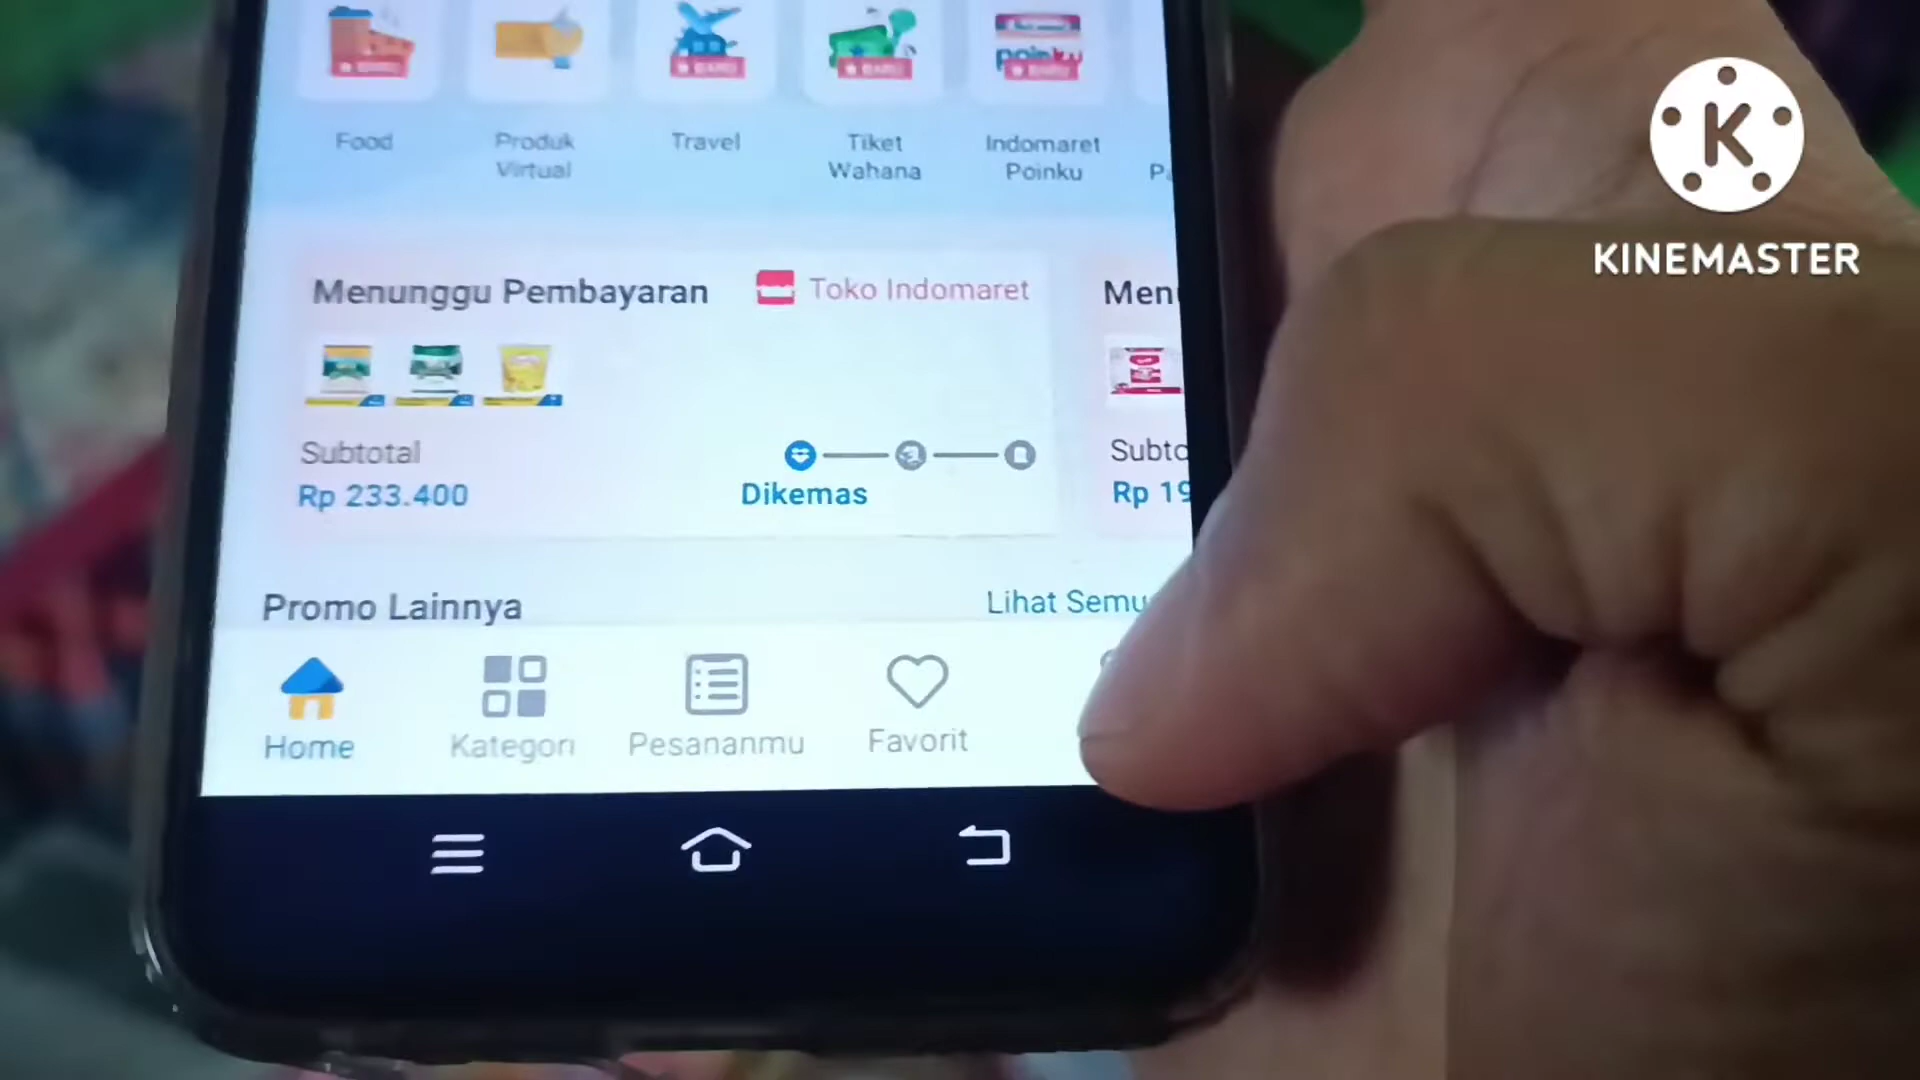 Food
Produk
Virtual
Travel
Tiket
Wahana
Indomaret
Poinku
K
KINEMASTER
Menunggu Pembayaran
Toko Indomaret
Subtotal
Rp 233.400
Dikemas
Promo Lainnya
Lihat
Home
Kategori
Pesananmu
Favorit